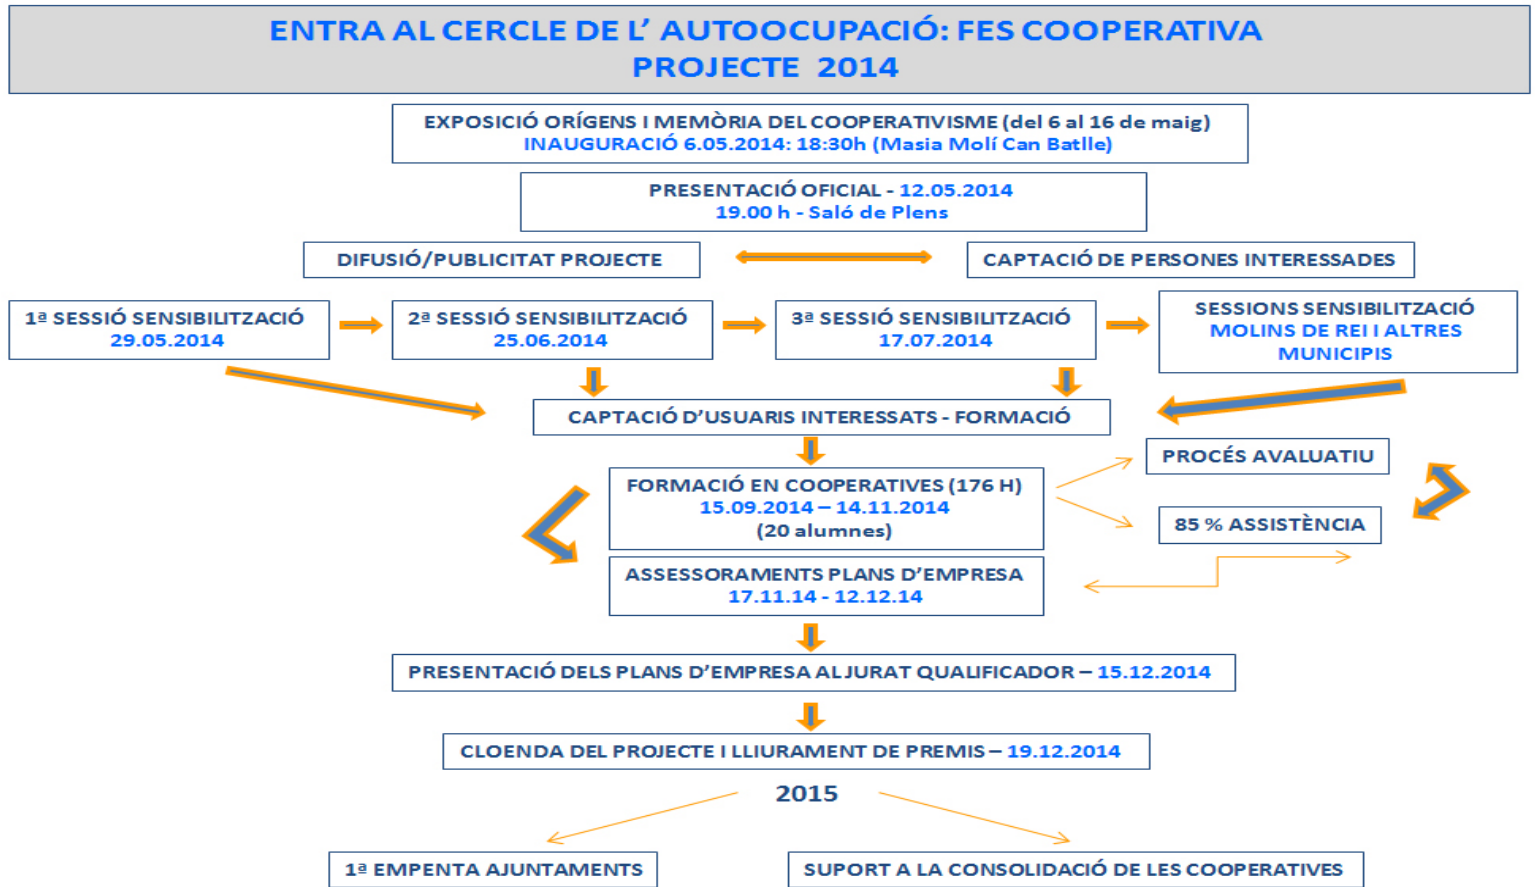 ENTRA AL CERCLE DE L’ AUTOOCUPACIÓ: FES COOPERATIVA
PROJECTE 2014
EXPOSICIÓ ORÍGENS I MEMÒRIA DEL COOPERATIVISME (del 6 al 16 de maig)
INAUGURACIÓ 6.05.2014: 18:30h (Masia Molí Can Batlle)
PRESENTACIÓ OFICIAL - 12.05.2014
19.00 h - Saló de Plens
DIFUSIÓ/PUBLICITAT PROJECTE
CAPTACIÓ DE PERSONES INTERESSADES
1ª SESSIÓ SENSIBILITZACIÓ
29.05.2014
2ª SESSIÓ SENSIBILITZACIÓ
25.06.2014
3ª SESSIÓ SENSIBILITZACIÓ
17.07.2014
SESSIONS SENSIBILITZACIÓ
MOLINS DE REI I ALTRES
MUNICIPIS
CAPTACIÓ D’USUARIS INTERESSATS - FORMACIÓ
FORMACIÓ EN COOPERATIVES (176 H)
15.09.2014 – 14.11.2014
(20 alumnes)
PROCÉS AVALUATIU
85 % ASSISTÈNCIA
ASSESSORAMENTS PLANS D’EMPRESA
17.11.14 - 12.12.14
PRESENTACIÓ DELS PLANS D’EMPRESA AL JURAT QUALIFICADOR – 15.12.2014
CLOENDA DEL PROJECTE I LLIURAMENT DE PREMIS – 19.12.2014
2015
1ª EMPENTA AJUNTAMENTS
SUPORT A LA CONSOLIDACIÓ DE LES COOPERATIVES